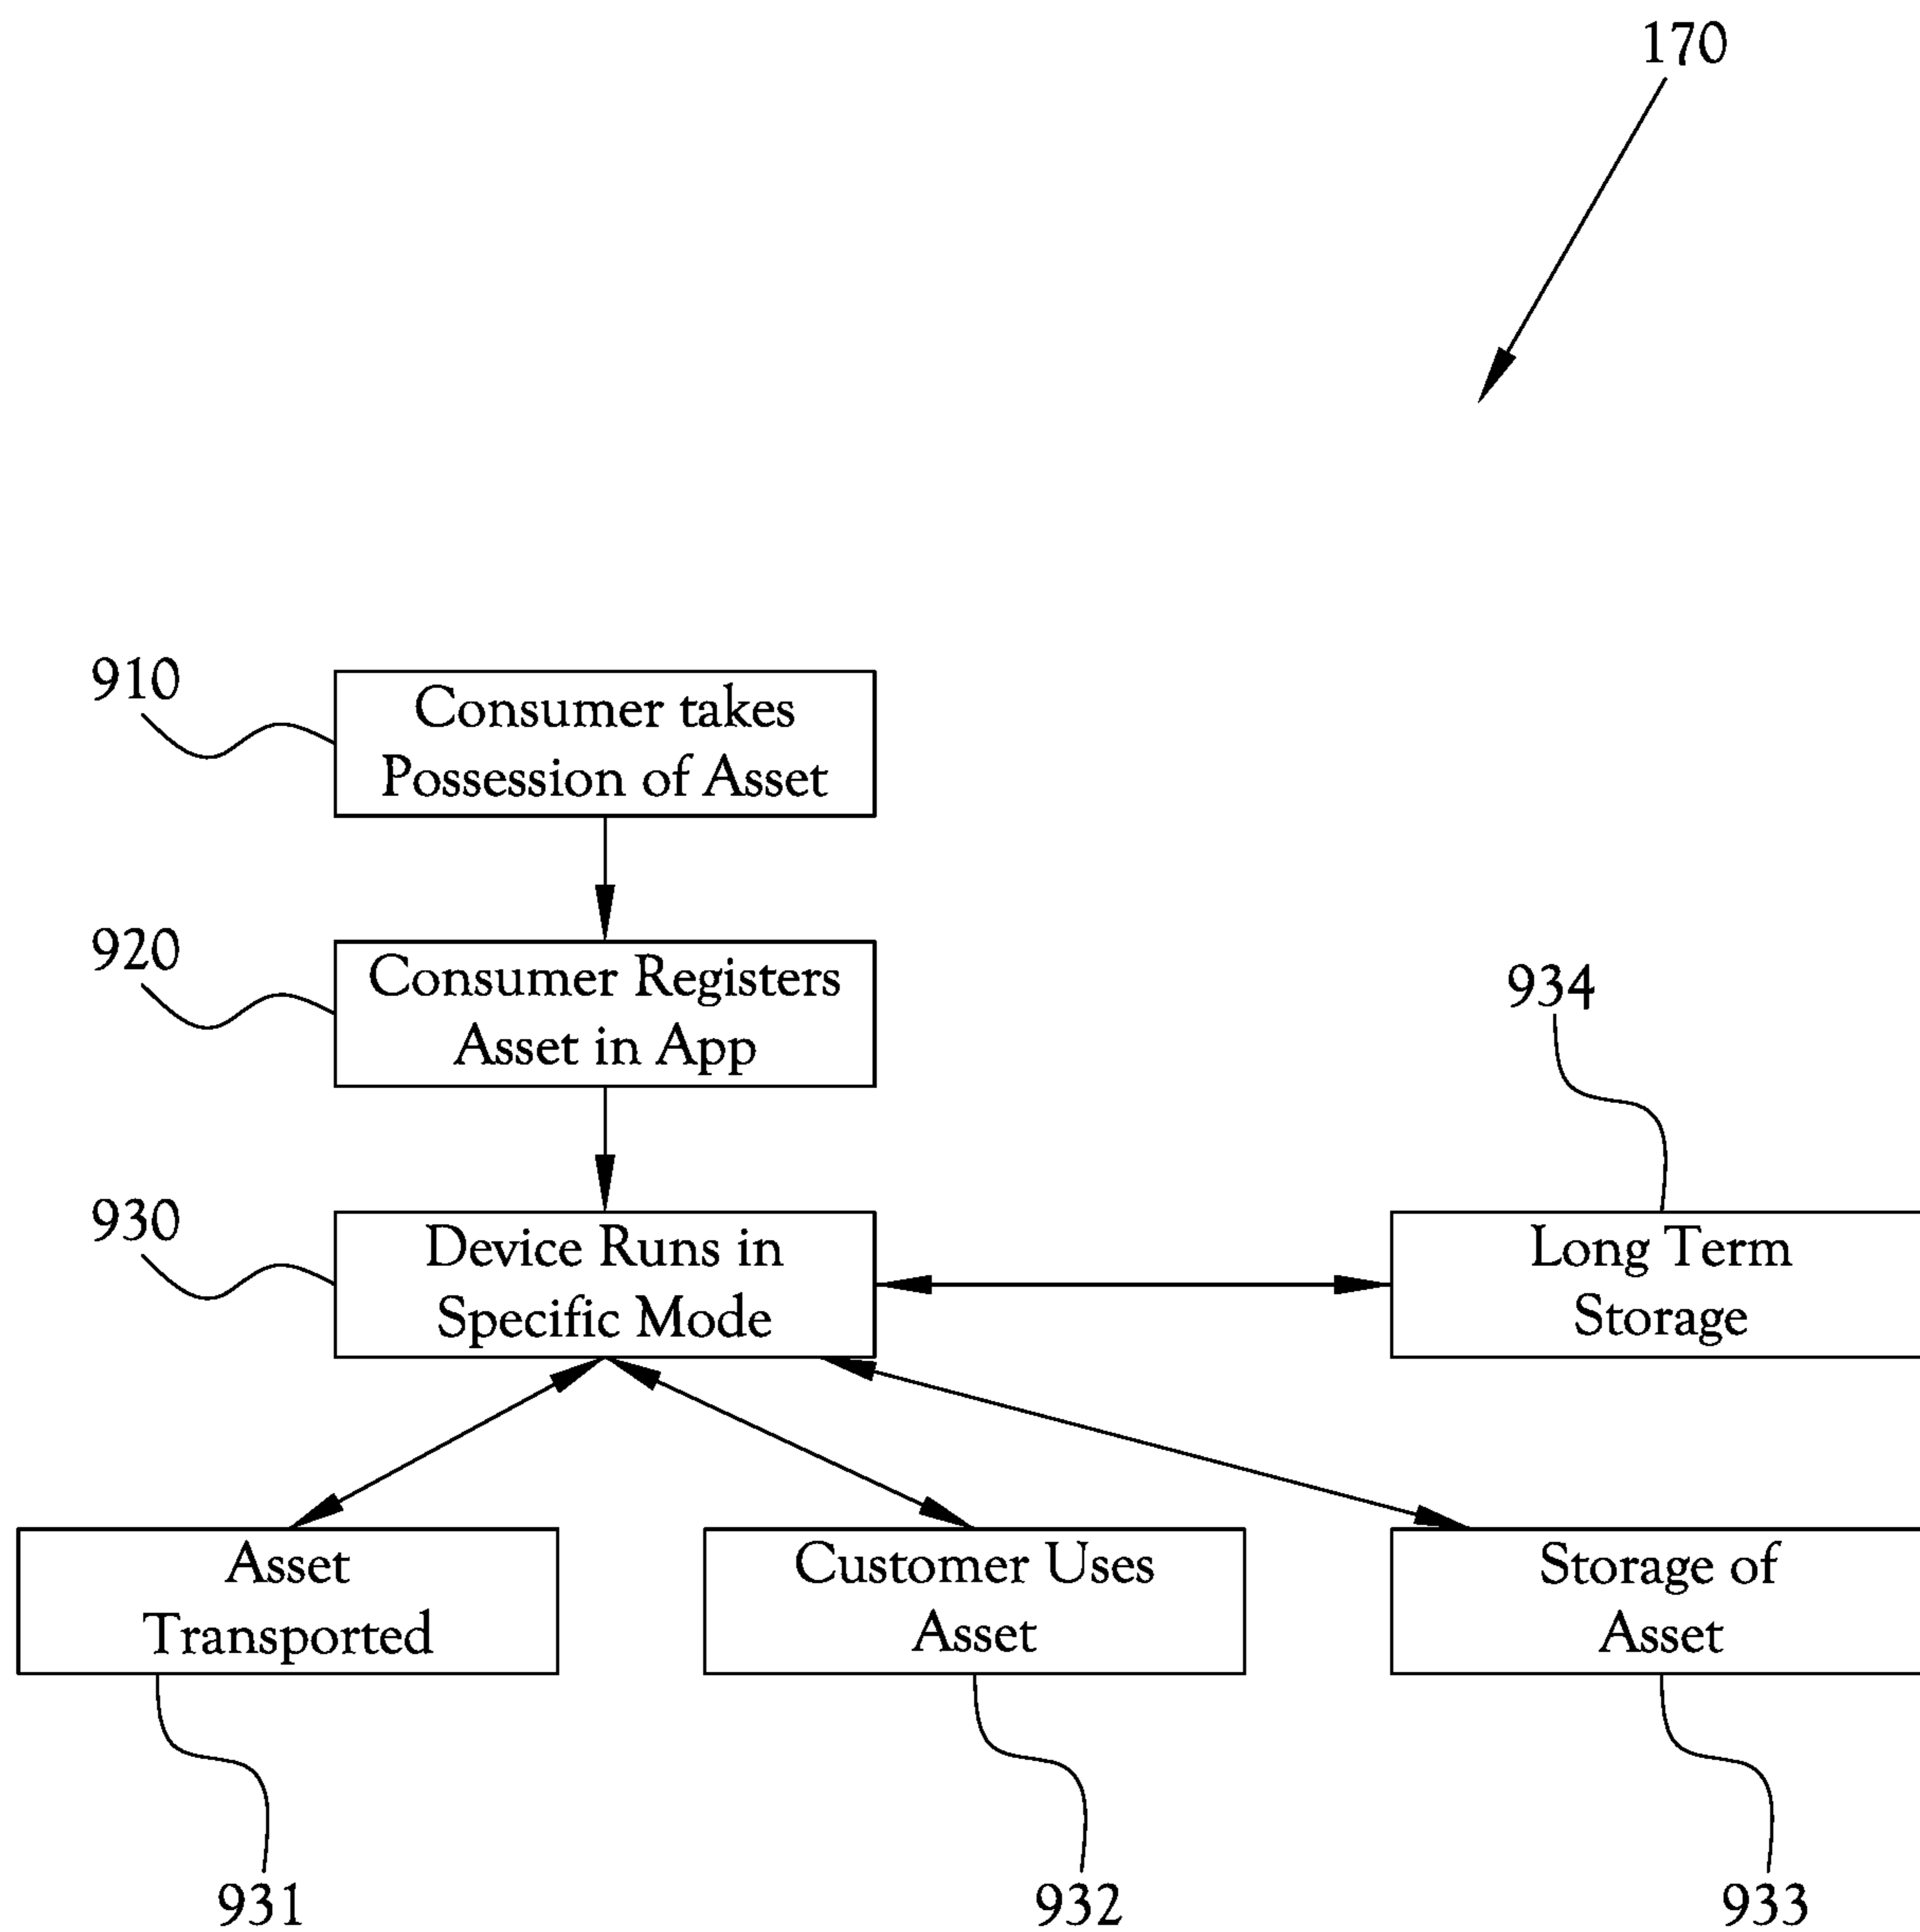 170
910
Consumer takes
Possession of Asset
920
Consumer Registers
Asset in App
934
930
Device Runs in
Specific Mode
Long Term
Storage
Asset
Transported
Customer Uses
Asset
Storage of
Asset
931
932
933